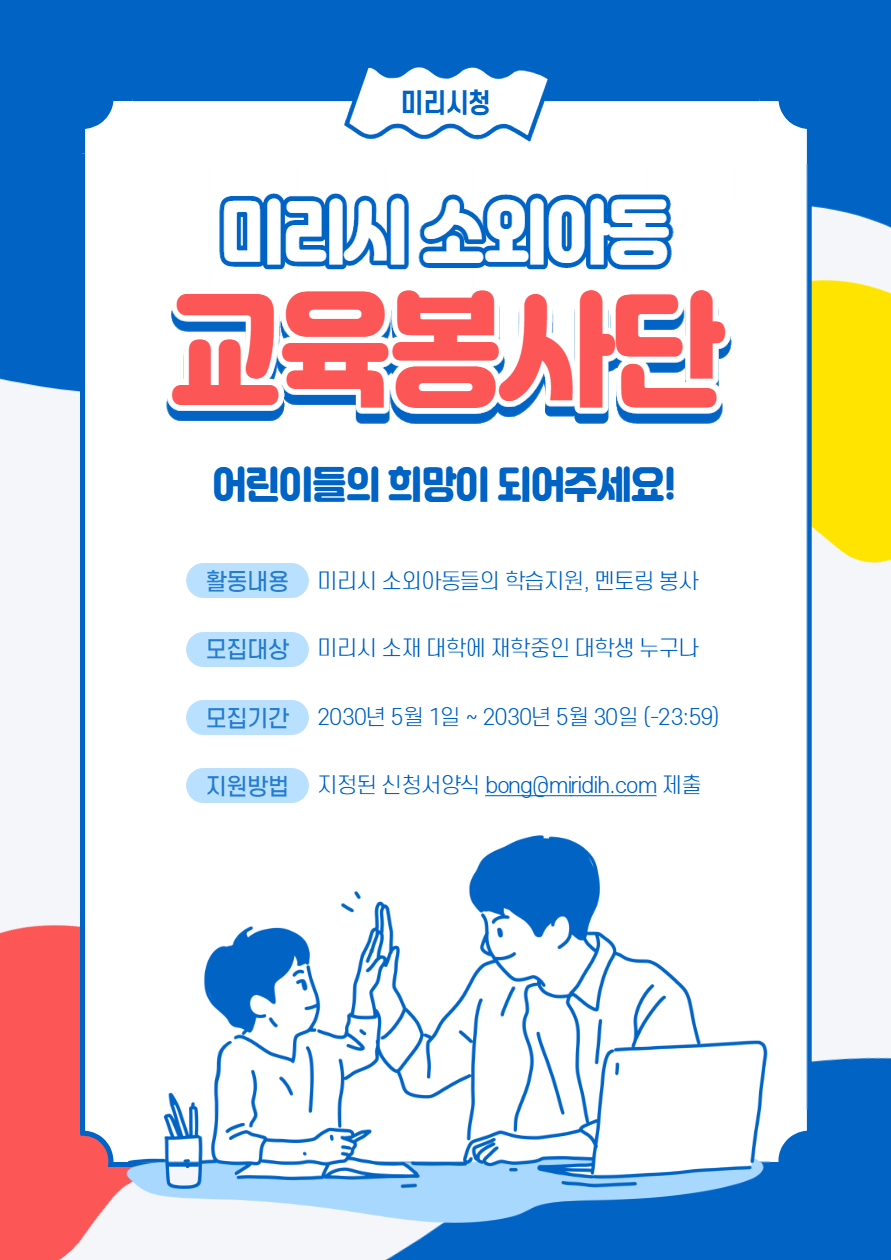 미리시청
미리시 소외아동
교육봉사단
어린이들의 희망이 되어주세요!
활동내용 미리시 소외아동들의 학습지원, 멘토링 봉사
모집대상 미리시 소재 대학에 재학중인 대학생 누구나
모집기간 2030년 5월 1일 ~ 2030년 5월 30일 (-23:59)
지원방법 지정된 신청서양식 bong@miridih.com 제출